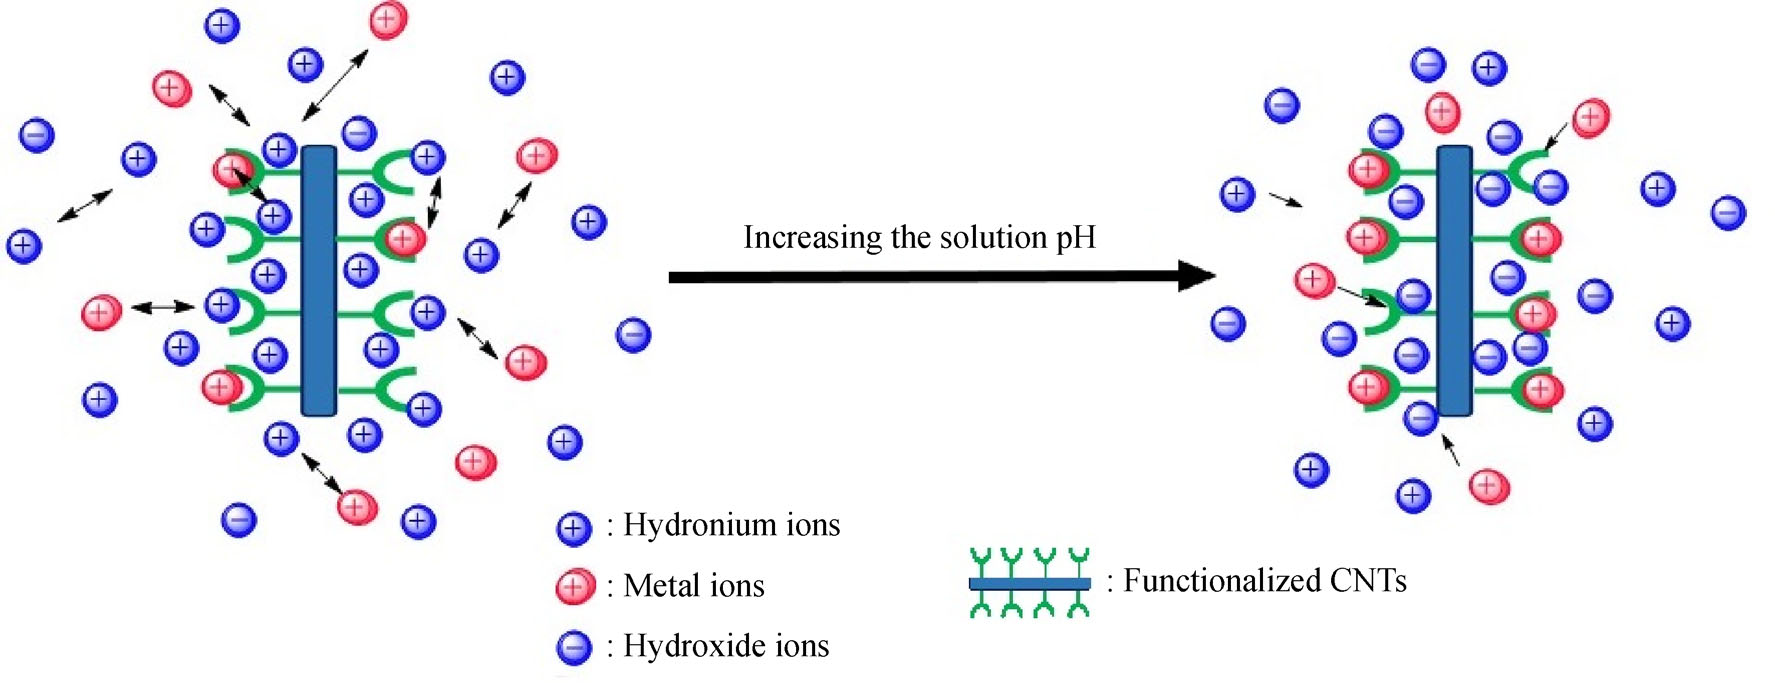 Increasing the solution pH
: Hydronium ions
: Metal ions
: Functionalized CNTs
: Hydroxide ions